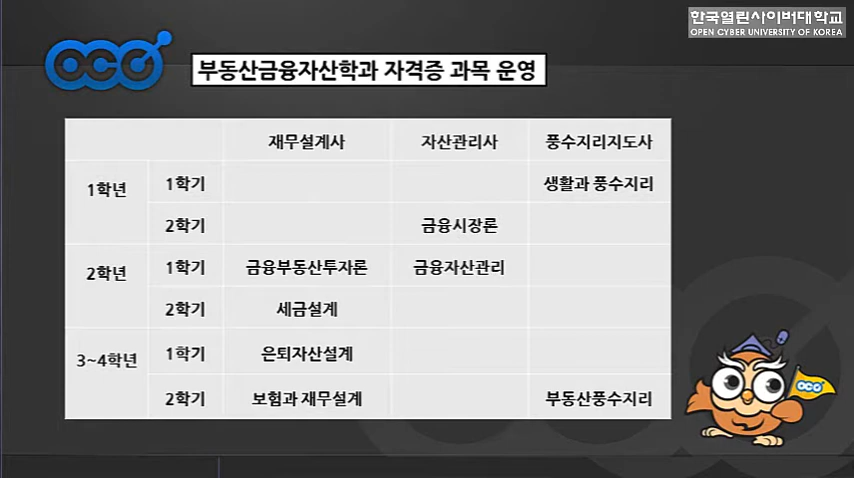 한국열린사이버대학교
OPEN CYBER UNIVERSITY OF KOREA
OCO
부동산금융자산학과 자격증 과목 운영
재무설계사 자산관리사 풍수지리지도사
1학년 1학기 생활과 풍수지리
2학기 금융시장론
2학년 1학기 금융부동산투자론 금융자산관리
2학기 세금설계
3~4학년 1학기 은퇴자산설계
2학기 보험과 재무설계 부동산풍수지리
OCO